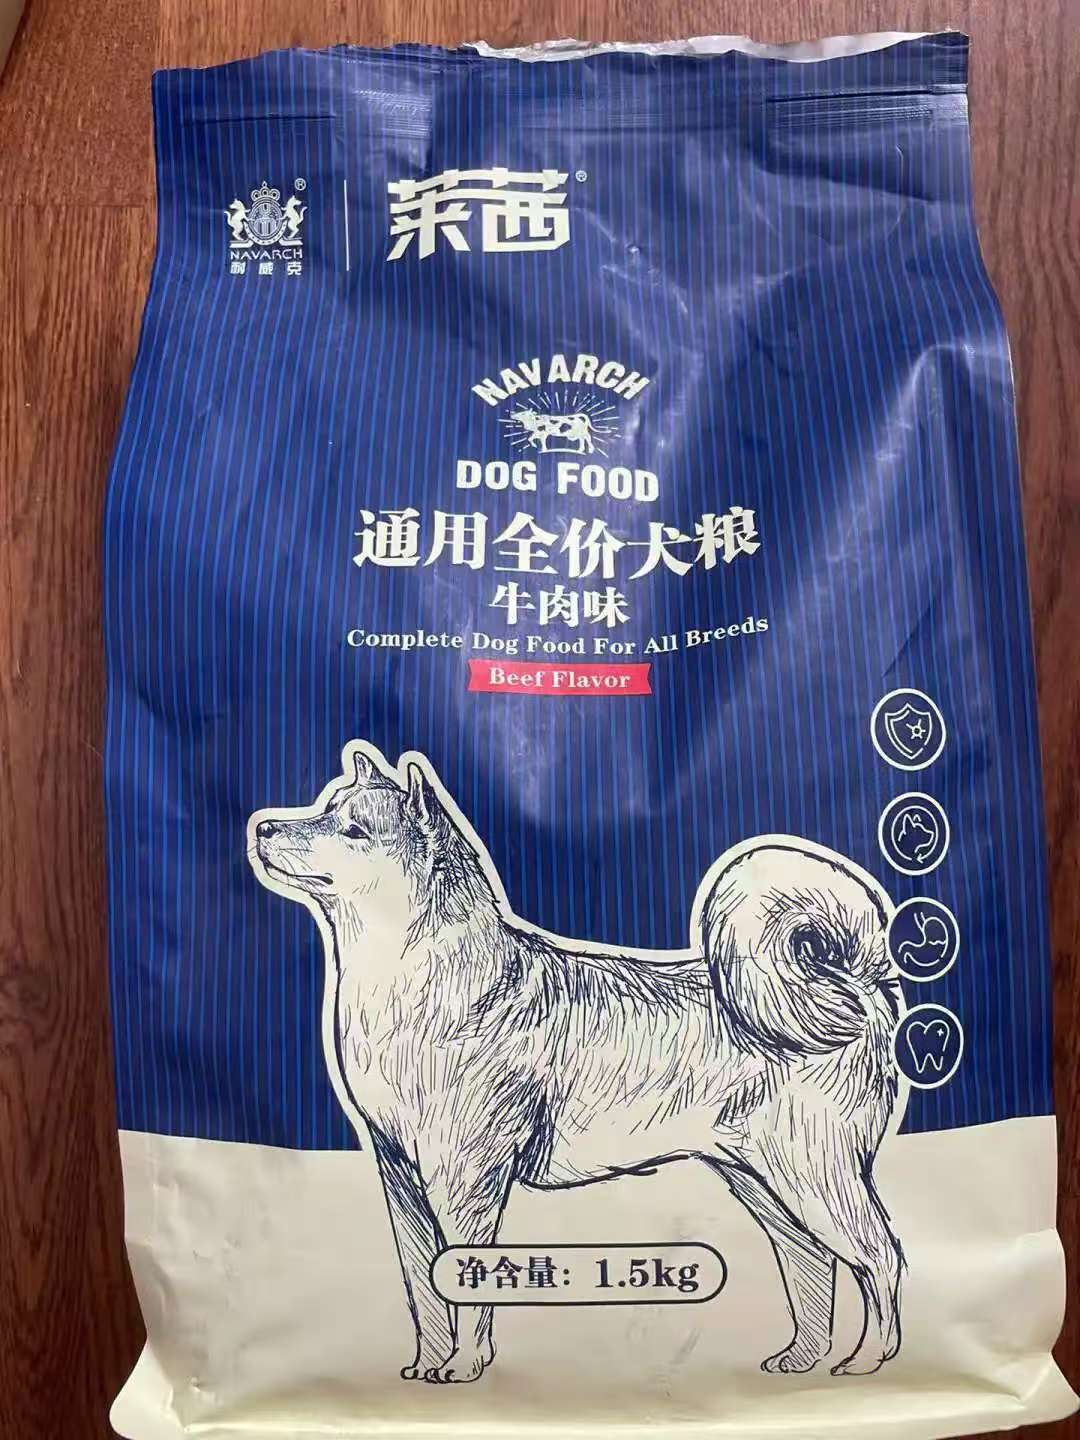 莱茜®
®
NAVARCH
耐威克
NAVARCH
DOG FOOD
通用全价犬粮
牛肉味
Complete Dog Food For All Breeds
Beef Flavor
净含量：1.5kg